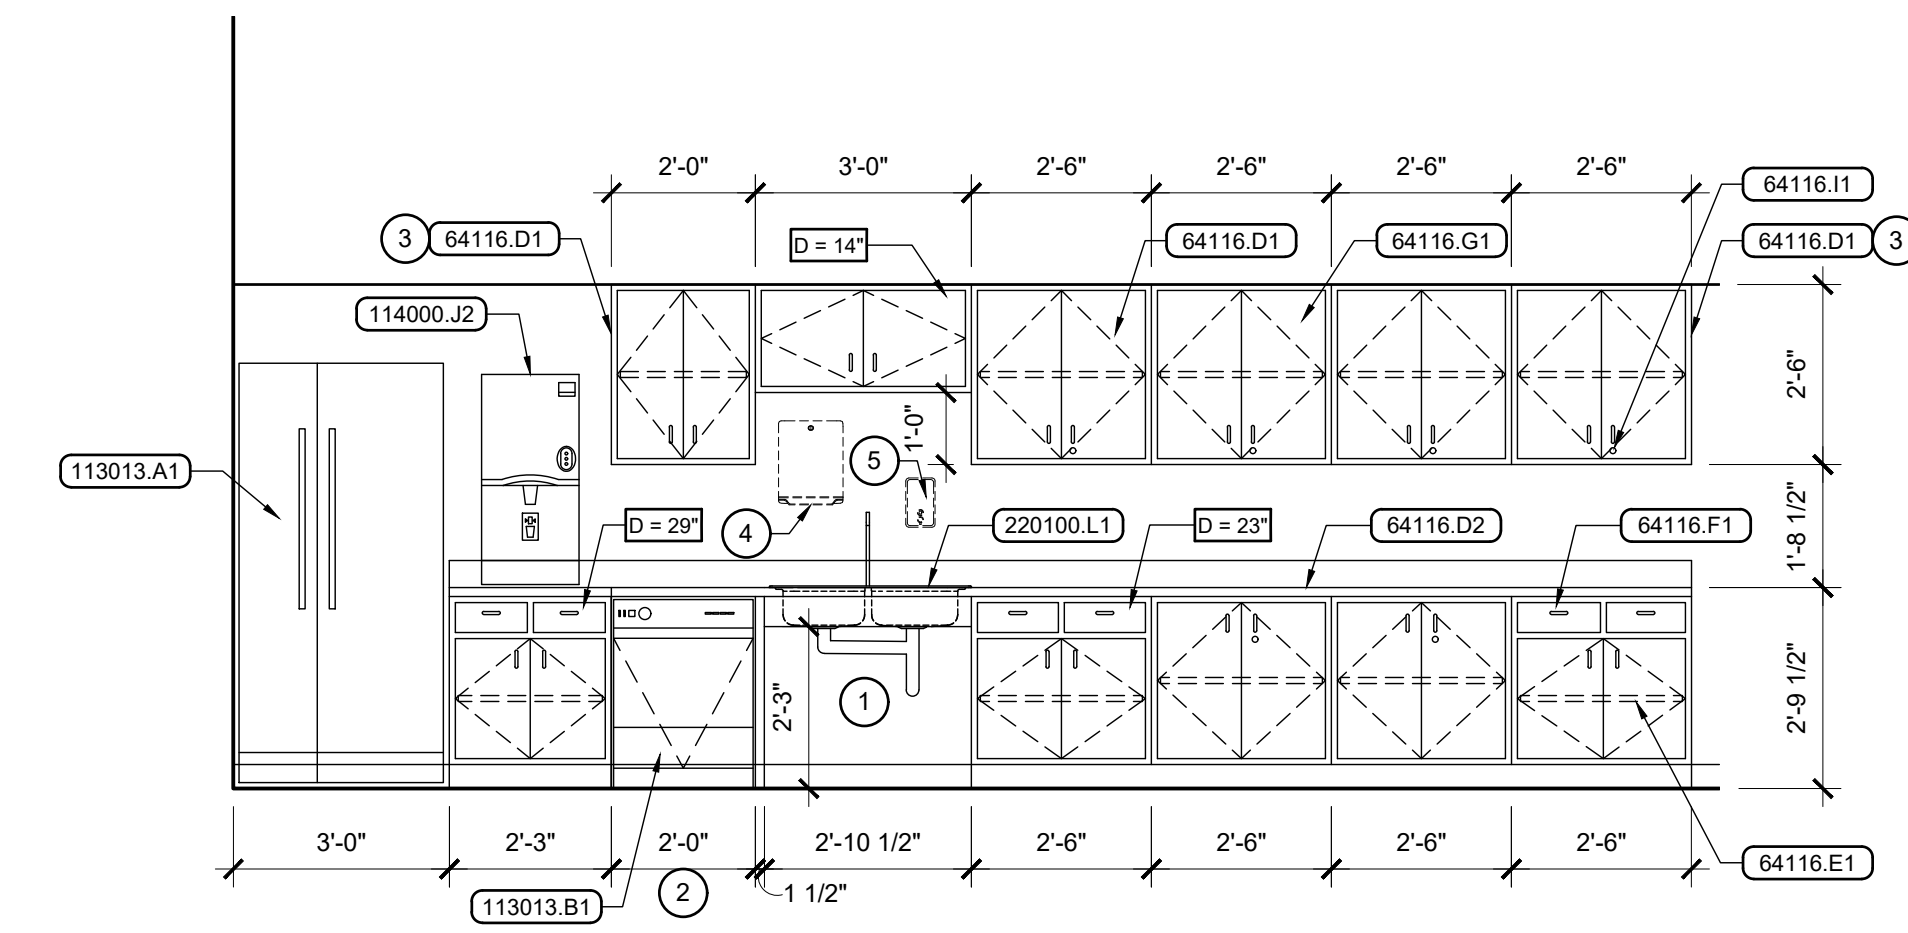 2'-0" 3'-0" 2'-6" 2'-6" 2'-6" 2'-6"
64116.I1
3 64116.D1
D = 14"
64116.D1
64116.G1
64116.D1 3
114000.J2
2'-6"
1'-0"
113013.A1
5
4
D = 29"
220100.L1
D = 23"
64116.D2
64116.F1
1'-8 1/2"
2'-3"
1
2'-9 1/2"
3'-0" 2'-3" 2'-0" 2'-10 1/2" 2'-6" 2'-6" 2'-6" 2'-6"
64116.E1
113013.B1
2
1 1/2"